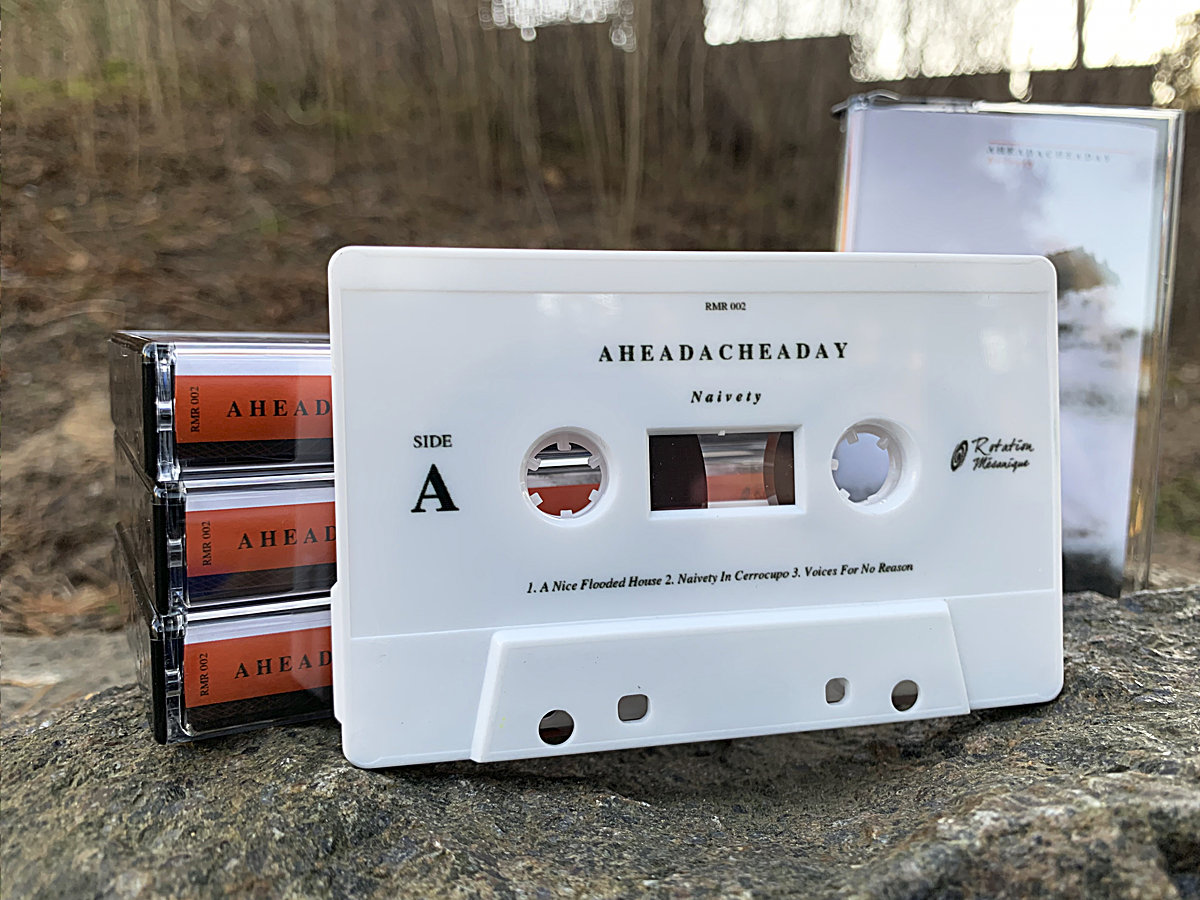 RMR 002
AHEADACHEADAY
Naivety
SIDE
A
Rotation
Mécanique
1. A Nice Flooded House 2. Naivety In Cerrocupo 3. Voices For No Reason
RMR 002
AHEAD
RMR 002
AHEAD
RMR 002
AHEAD
AHEADACHEADAY